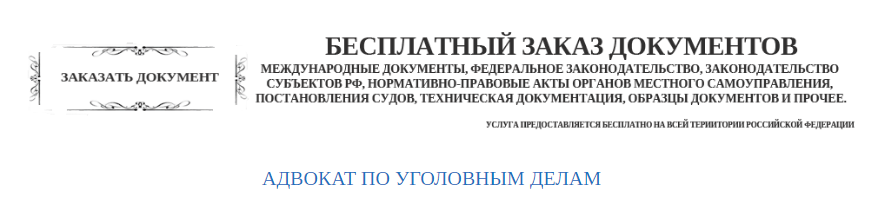 ЗАКАЗАТЬ ДОКУМЕНТ
БЕСПЛАТНЫЙ ЗАКАЗ ДОКУМЕНТОВ
МЕЖДУНАРОДНЫЕ ДОКУМЕНТЫ, ФЕДЕРАЛЬНОЕ ЗАКОНОДАТЕЛЬСТВО, ЗАКОНОДАТЕЛЬСТВО
СУБЪЕКТОВ РФ, НОРМАТИВНО-ПРАВОВЫЕ АКТЫ ОРГАНОВ МЕСТНОГО САМОУПРАВЛЕНИЯ,
ПОСТАНОВЛЕНИЯ СУДОВ, ТЕХНИЧЕСКАЯ ДОКУМЕНТАЦИЯ, ОБРАЗЦЫ ДОКУМЕНТОВ И ПРОЧЕЕ.
УСЛУГА ПРЕДОСТАВЛЯЕТСЯ БЕСПЛАТНО НА ВСЕЙ ТЕРИИТОРИИ РОССИЙСКОЙ ФЕДЕРАЦИИ
АДВОКАТ ПО УГОЛОВНЫМ ДЕЛАМ